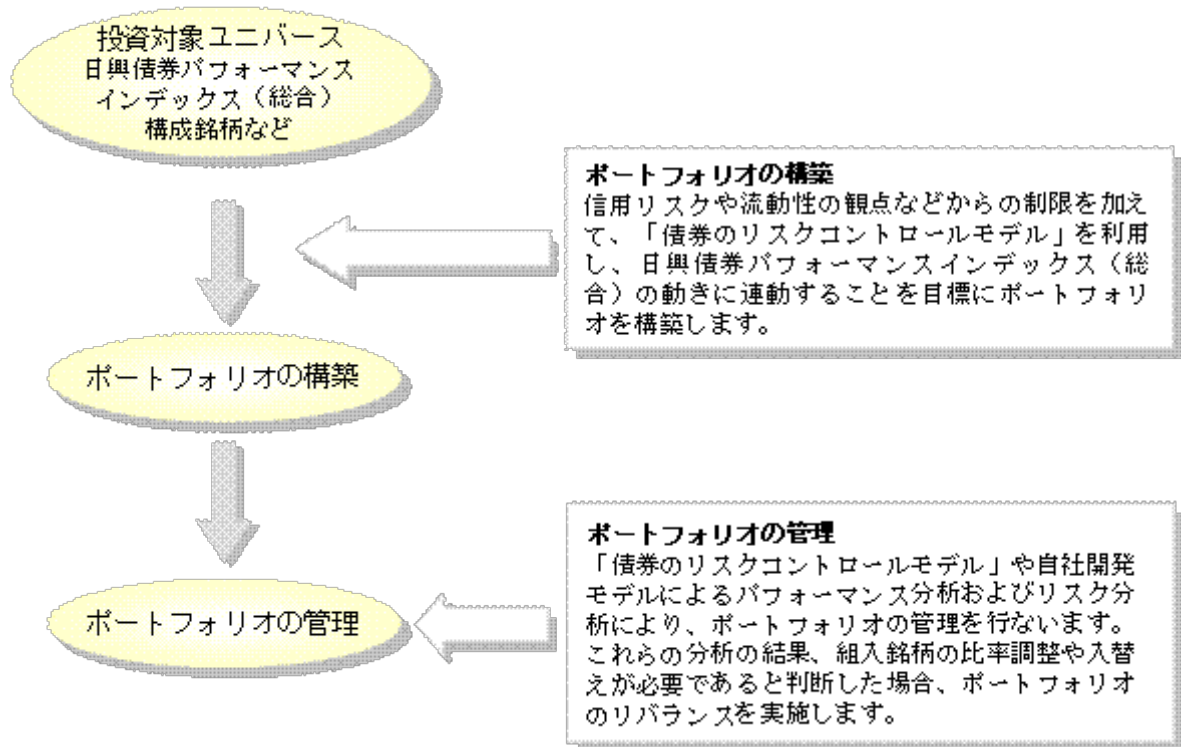 投資対象ユニバース
日興債券パフォーマンス
インデックス（総合）
構成銘柄など
ポートフォリオの構築
信用リスクや流動性の観点などからの制限を加え
て、「債券のリスクコントロールモデル」を利用
し、日興債券パフォーマンスインデックス（総
合）の動きに連動することを目標にポートフォリ
オを構築します。
ポートフォリオの構築
ポートフォリオの管理
「債券のリスクコントロールモデル」や自社開発
モデルによるパフォーマンス分析およびリスク分
析により、ポートフォリオの管理を行ないます。
これらの分析の結果、組入銘柄の比率調整や入替
えが必要であると判断した場合、ポートフォリオ
のリバランスを実施します。
ポートフォリオの管理